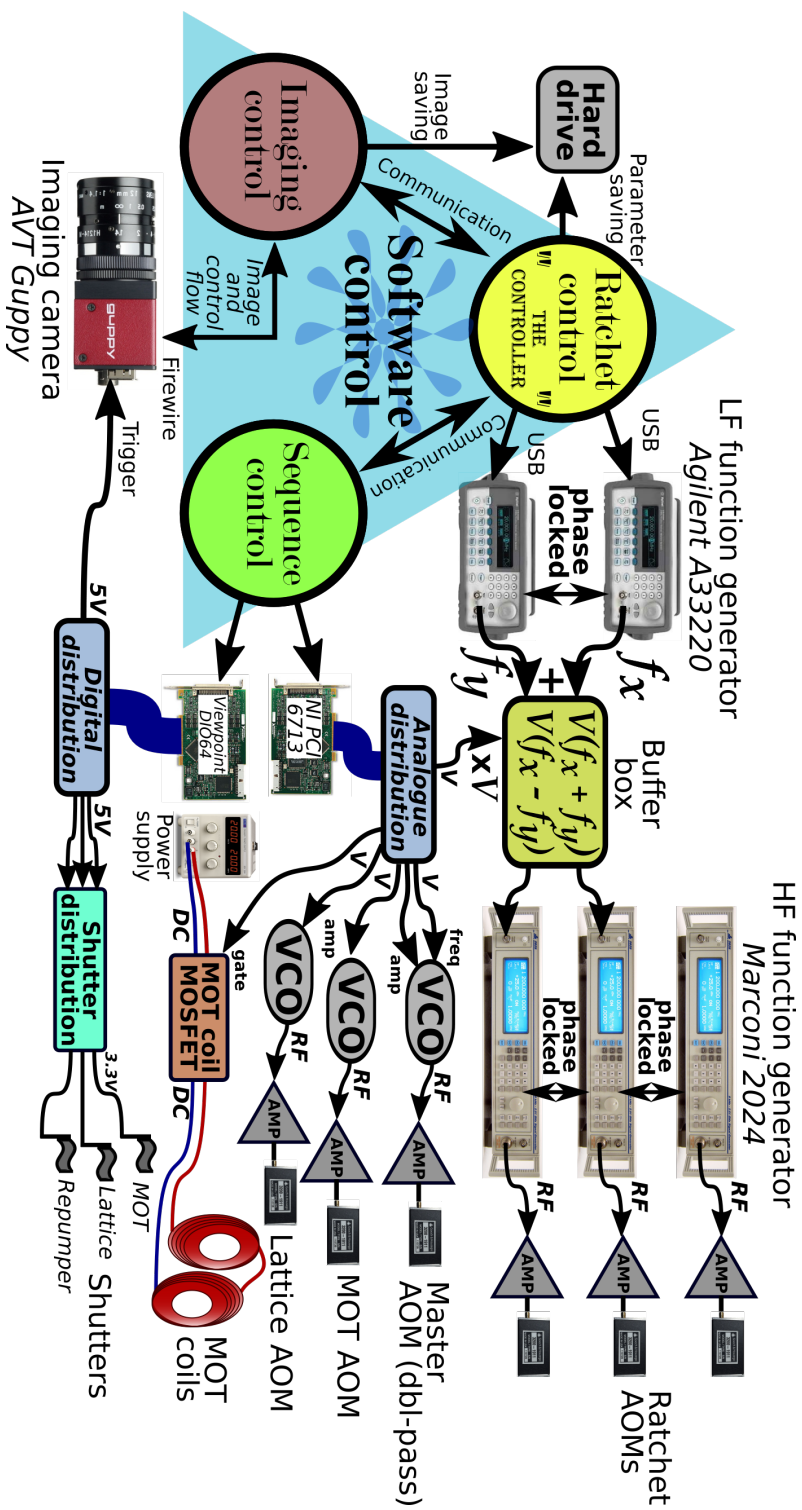 LF function generator
Agilent A33220
HF function generator
Marconi 2024
Hard
drive
Parameter
saving
Ratchet
control
"THE
CONTROLLER"
USB
USB
phase
locked
fx
+
fy
Buffer
box
V(fx + fy)
V(fx - fy)
xV
V
phase
locked
phase
locked
RF
RF
RF
AMP
AMP
AMP
Ratchet
AOMs
Image
saving
Communication
Software
control
Communication
Imaging
control
Image
and
control
flow
Sequence
control
NI PCI
6713
Viewpoint
DIO64
Analogue
distribution
V
V
V
freq
amp
amp
gate
VCO
VCO
VCO
RF
RF
RF
AMP
AMP
AMP
Master
AOM (dbl-pass)
MOT AOM
Lattice AOM
Power
supply
DC
MOT coil
MOSFET
DC
MOT
coils
guppy
Firewire
Trigger
Imaging camera
AVT Guppy
5V
Digital
distribution
5V
Shutter
distribution
3.3V
MOT
Lattice
Repumper
Shutters